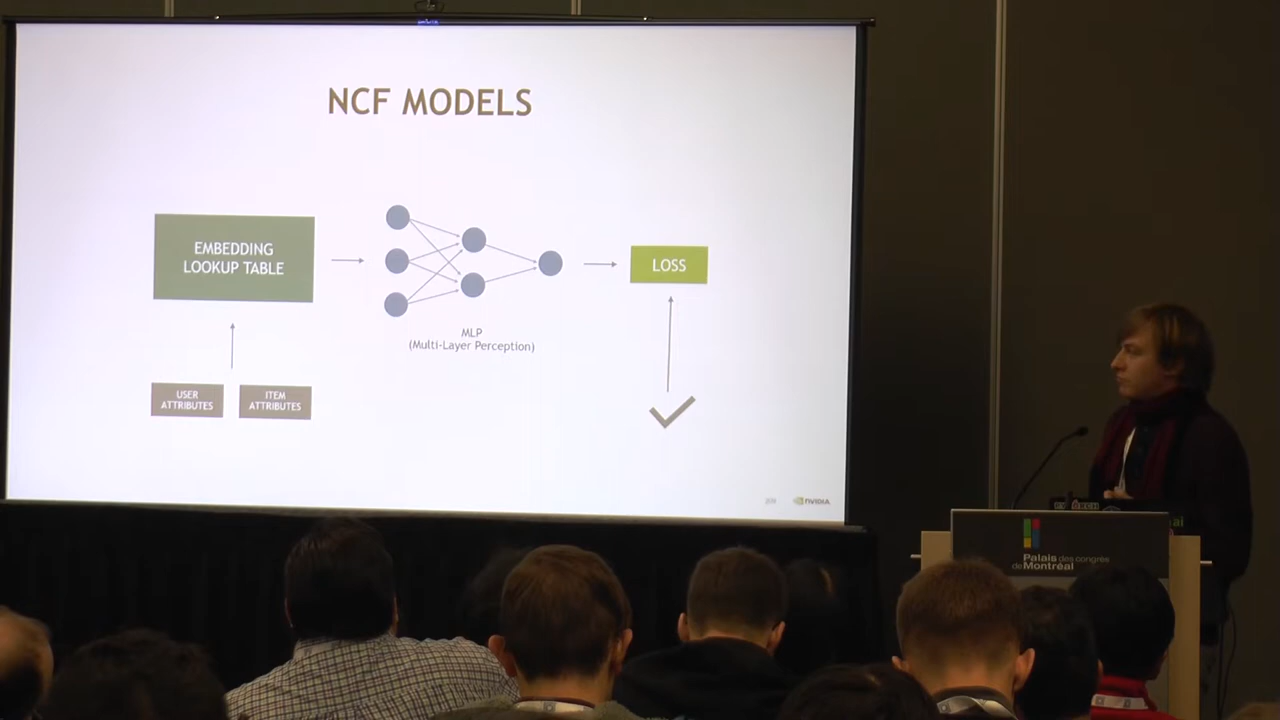 NCF MODELS
EMBEDDING
LOOKUP TABLE
LOSS
MLP
(Multi-Layer Perception)
USER
ATTRIBUTES
ITEM
ATTRIBUTES
NVIDIA
Palais des congrès
de Montréal